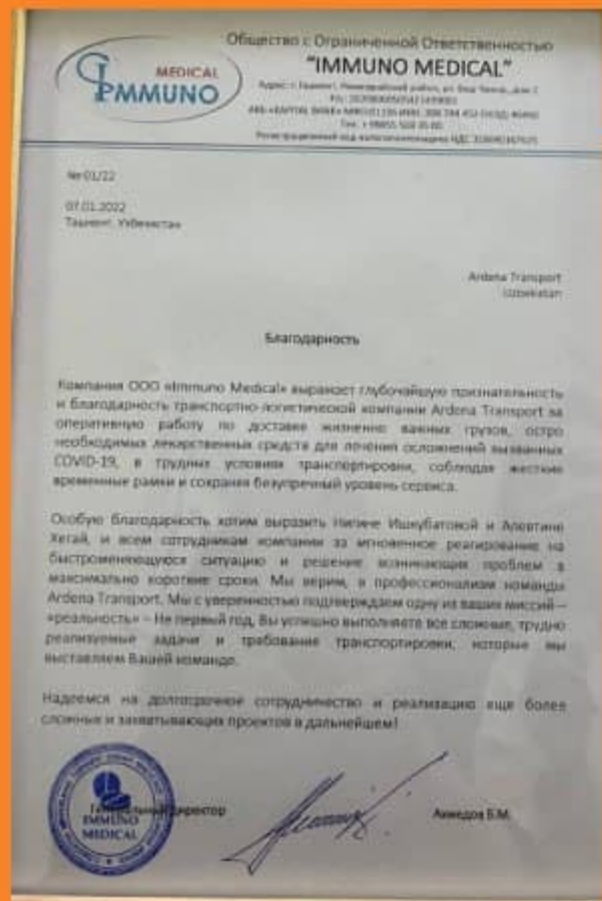 Общество с Ограниченной Ответственностью
"IMMUNO MEDICAL"
MEDICAL
IMMUNO
№ 01/22
07.01.2022
Ташкент, Узбекистан
Ardena Transport
Uzbekistan
Благодарность
Компания ООО «Immuno Medical» выражает глубочайшую признательность
и благодарность транспортно-логистической компании Ardena Transport за
оперативную работу по доставке жизненно важных грузов, остро
необходимых лекарственных средств для лечения осложнений вызванных
COVID-19, в трудных условиях транспортировки, соблюдая жесткие
временные рамки и сохраняя безупречный уровень сервиса.
Особую благодарность хотим выразить Ишкубатовой и Алевтине
Хегай, и всем сотрудникам компании за мгновенное реагирование на
быстроменяющуюся ситуацию и решение возникающих проблем в
максимально короткие сроки. Мы верим, в профессионализм команды
Ardena Transport. Мы с уверенностью подтверждаем одну из ваших миссий –
«реальность» – Не первый год, Вы успешно выполняете все сложные, трудно
реализуемые задачи и требования транспортировки, которые мы
выставляем Вашей команде.
Надеемся на долгосрочное сотрудничество и реализацию еще более
сложных и захватывающих проектов в дальнейшем!
Генеральный директор
Ахмедов Б.М.
IMMUNO
MEDICAL